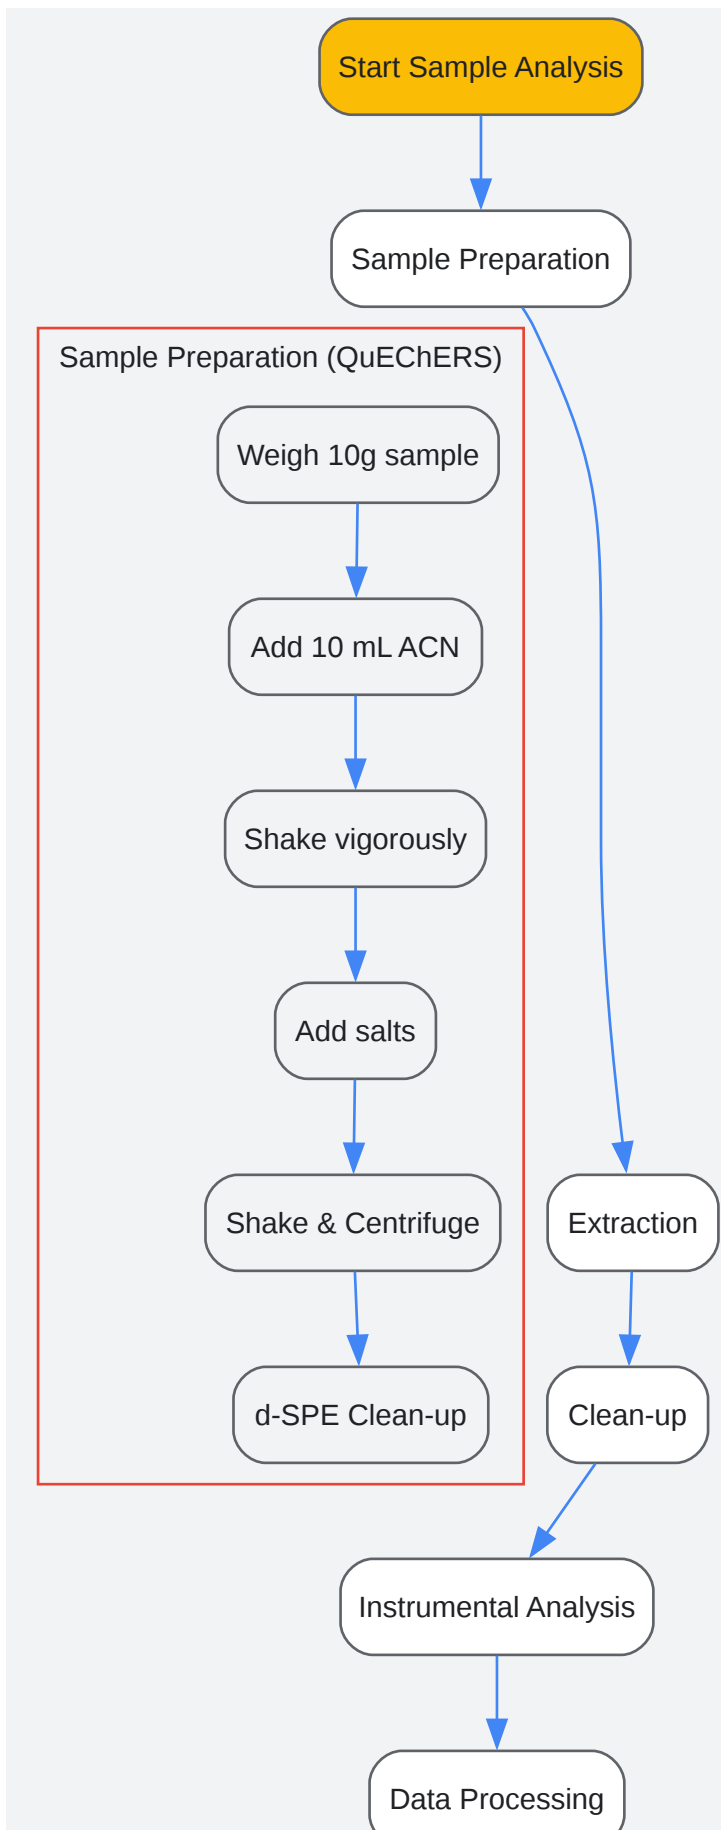 Start Sample Analysis
Sample Preparation
Sample Preparation (QuEChERS)
Weigh 10g sample
Add 10 mL ACN
Shake vigorously
Add salts
Shake & Centrifuge
Extraction
d-SPE Clean-up
Clean-up
Instrumental Analysis
Data Processing